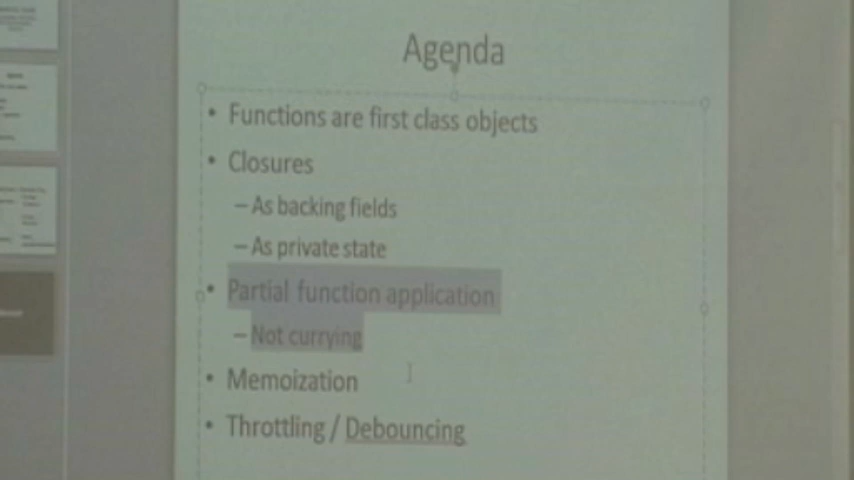 Agenda
• Functions are first class objects
• Closures
– As backing fields
– As private state
• Partial function application
– Not currying
• Memoization
• Throttling / Debouncing